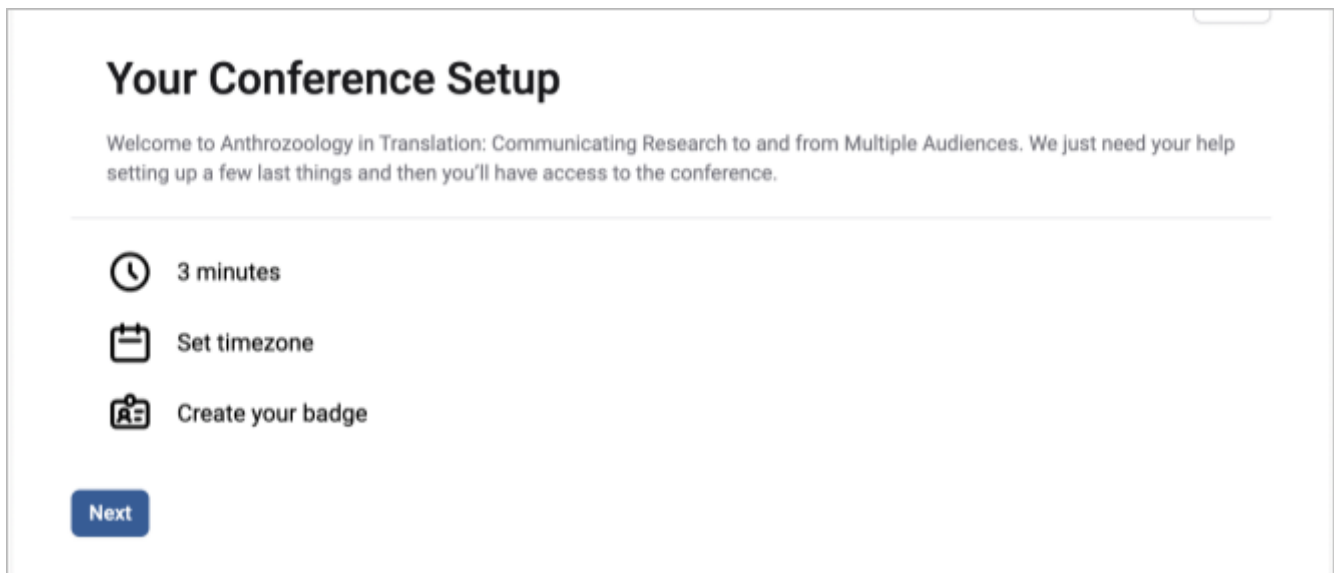 Your Conference Setup
Welcome to Anthrozoology in Translation: Communicating Research to and from Multiple Audiences. We just need your help
setting up a few last things and then you’ll have access to the conference.
3 minutes
Set timezone
Create your badge
Next